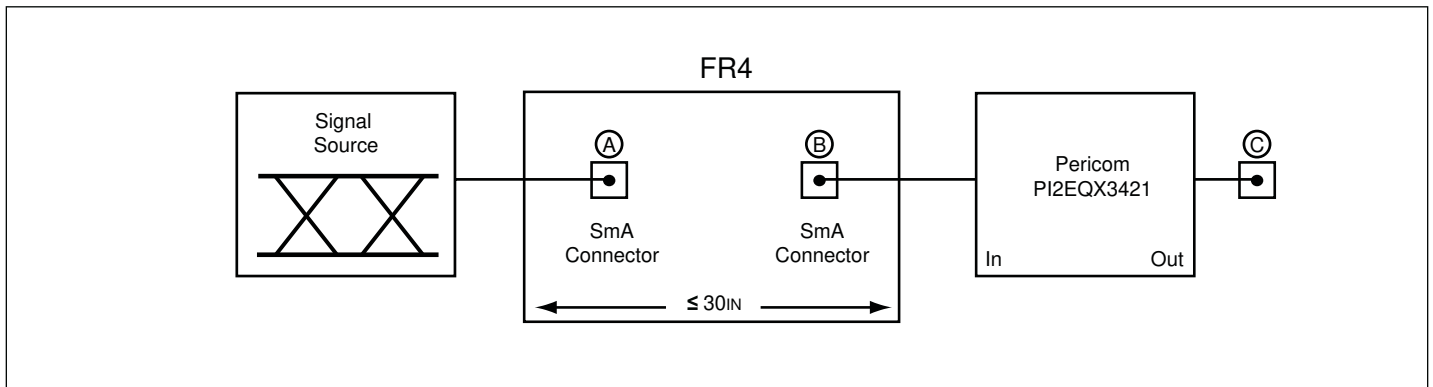 FR4
Signal
Source
A
B
C
Pericom
PI2EQX3421
SmA
Connector
SmA
Connector
In
Out
≤ 30IN